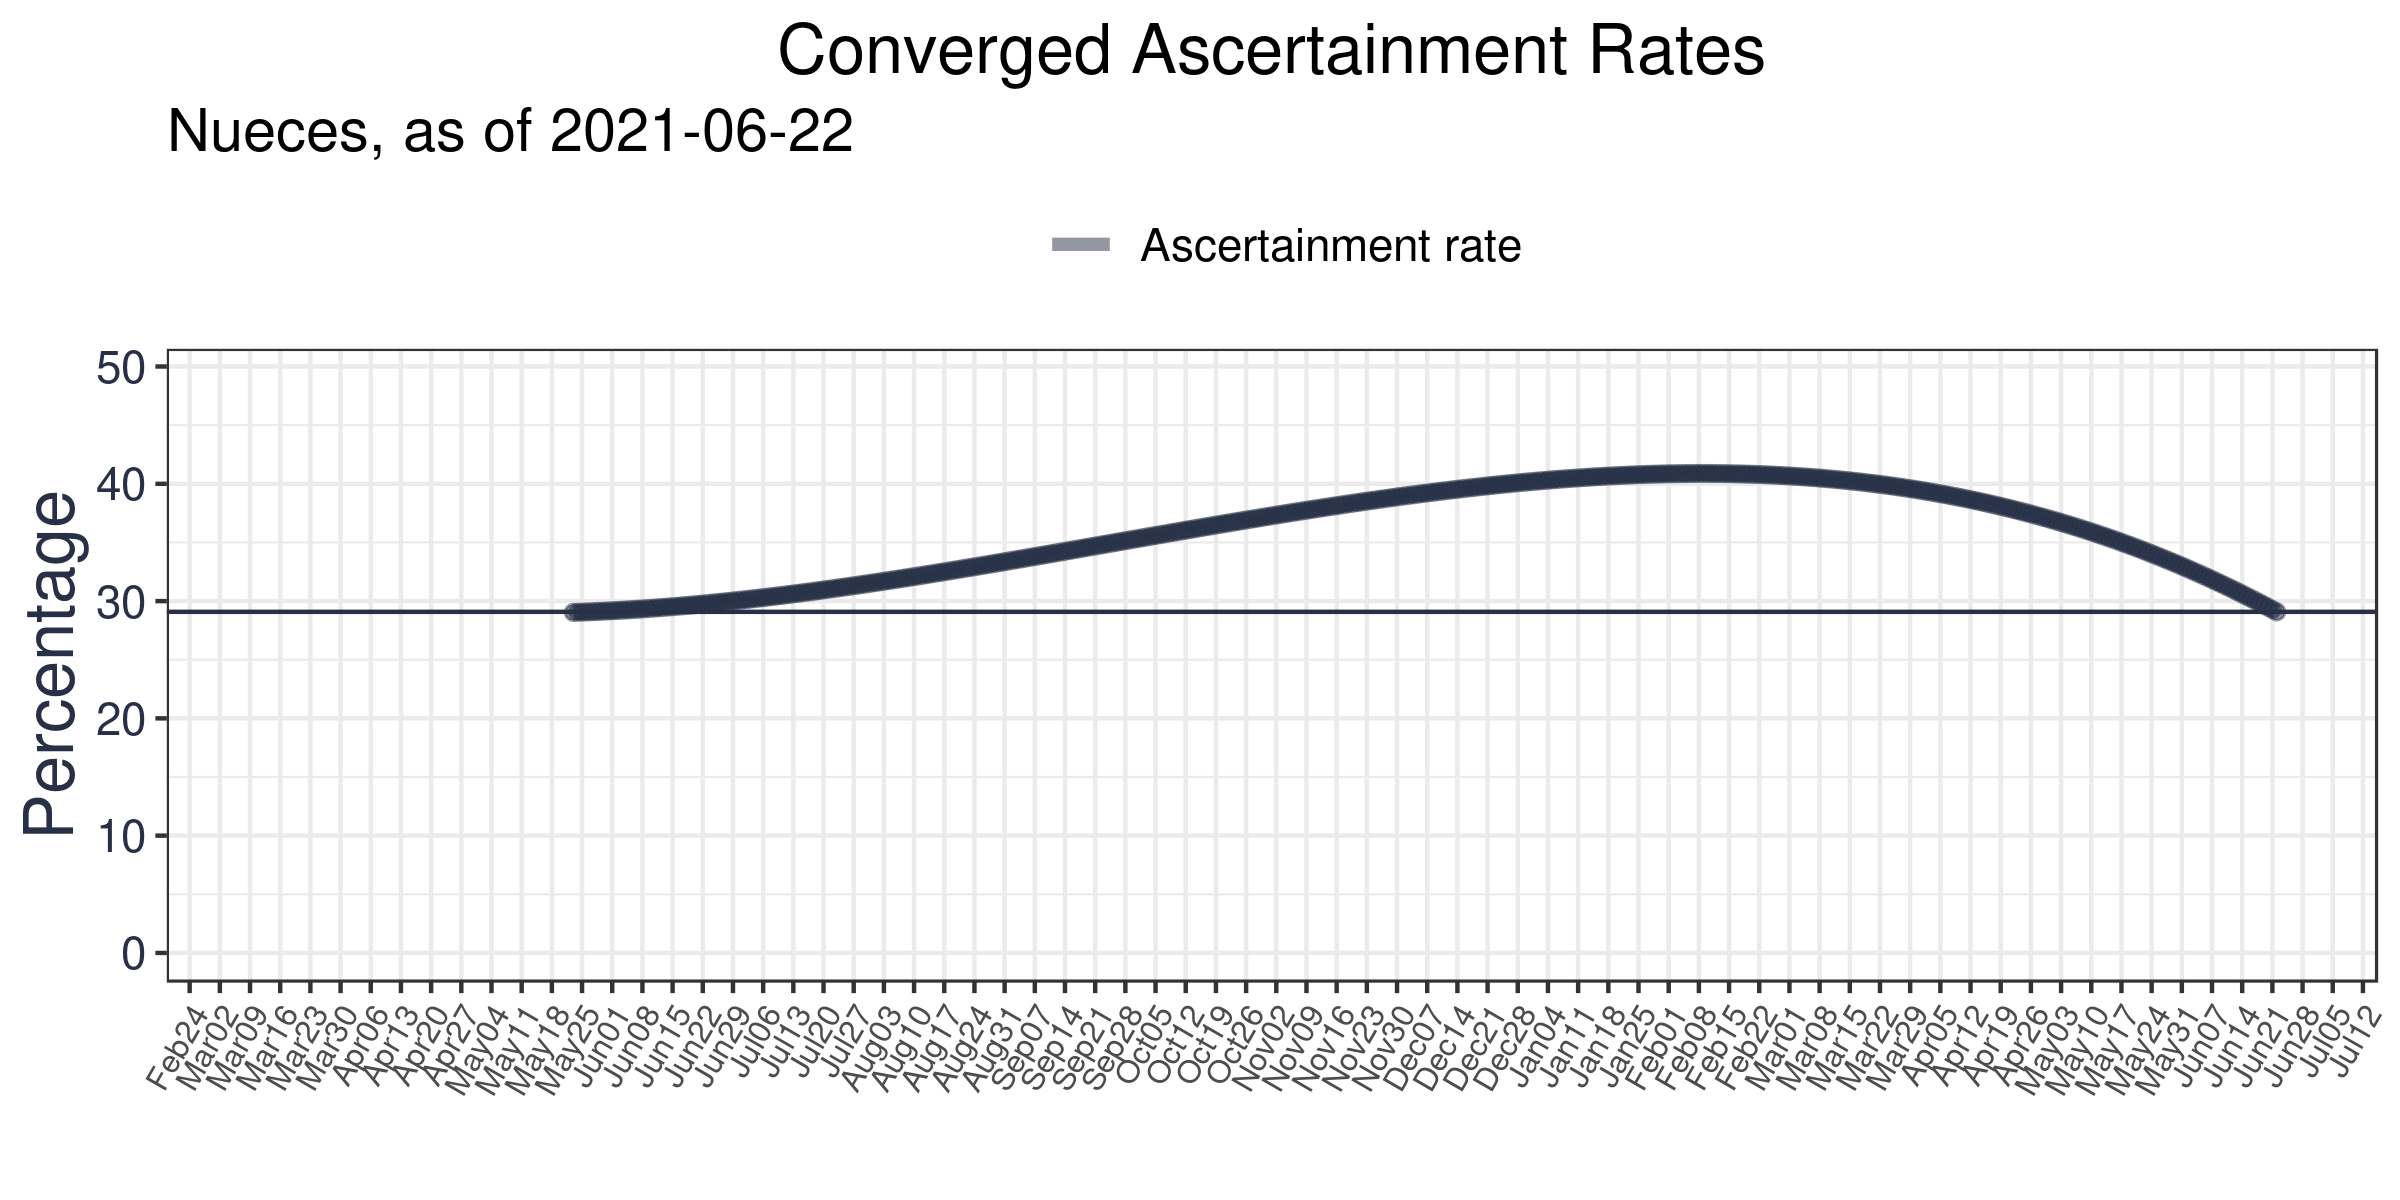 Converged Ascertainment Rates
Nueces, as of 2021-06-22
Ascertainment rate
Percentage
50
40
30
20
10
0
Feb24
Mar02
Mar09
Mar16
Mar23
Mar30
Apr06
Apr13
Apr20
Apr27
May04
May11
May18
May25
Jun01
Jun08
Jun15
Jun22
Jun29
Jul06
Jul13
Jul20
Jul27
Aug03
Aug10
Aug17
Aug24
Aug31
Sep07
Sep14
Sep21
Sep28
Oct05
Oct12
Oct19
Oct26
Nov02
Nov09
Nov16
Nov23
Nov30
Dec07
Dec14
Dec21
Dec28
Jan04
Jan11
Jan18
Jan25
Feb01
Feb08
Feb15
Feb22
Mar01
Mar08
Mar15
Mar22
Mar29
Apr05
Apr12
Apr19
Apr26
May03
May10
May17
May24
May31
Jun07
Jun14
Jun21
Jun28
Jul05
Jul12